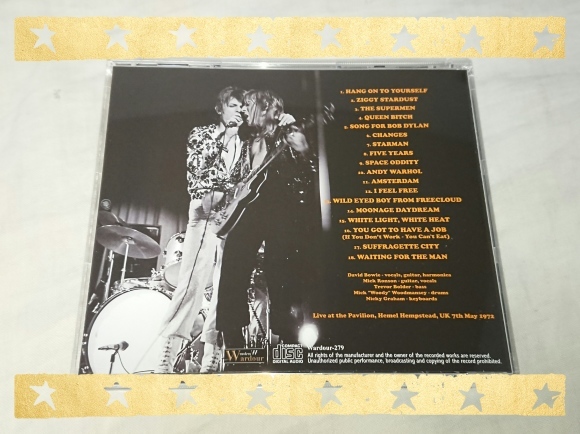 1. HANG ON TO YOURSELF
2. ZIGGY STARDUST
3. THE SUPERMEN
4. QUEEN BITCH
5. SONG FOR BOB DYLAN
6. CHANGES
7. STARMAN
8. FIVE YEARS
9. SPACE ODDITY
10. ANDY WARHOL
11. AMSTERDAM
12. I FEEL FREE
13. WILD EYED BOY FROM FREECLOUD
14. MOONAGE DAYDREAM
15. WHITE LIGHT, WHITE HEAT
16. YOU GOT TO HAVE A JOB
(If You Don't Work - You Can't Eat)
17. SUFFRAGETTE CITY
18. WAITING FOR THE MAN
David Bowie - vocals, guitar, harmonica
Mick Ronson - guitar, vocals
Trevor Bolder - bass
Mick "Woody" Woodmansey - drums
Nicky Graham - keyboards
Live at the Pavilion, Hemel Hempstead, UK 7th May 1972
Wardour
COMPACT
disc
DIGITAL AUDIO
Wardour-279
All rights of the manufacturer and the owner of the recorded works are reserved.
Unauthorized public performance, broadcasting and copying of the record prohibited.